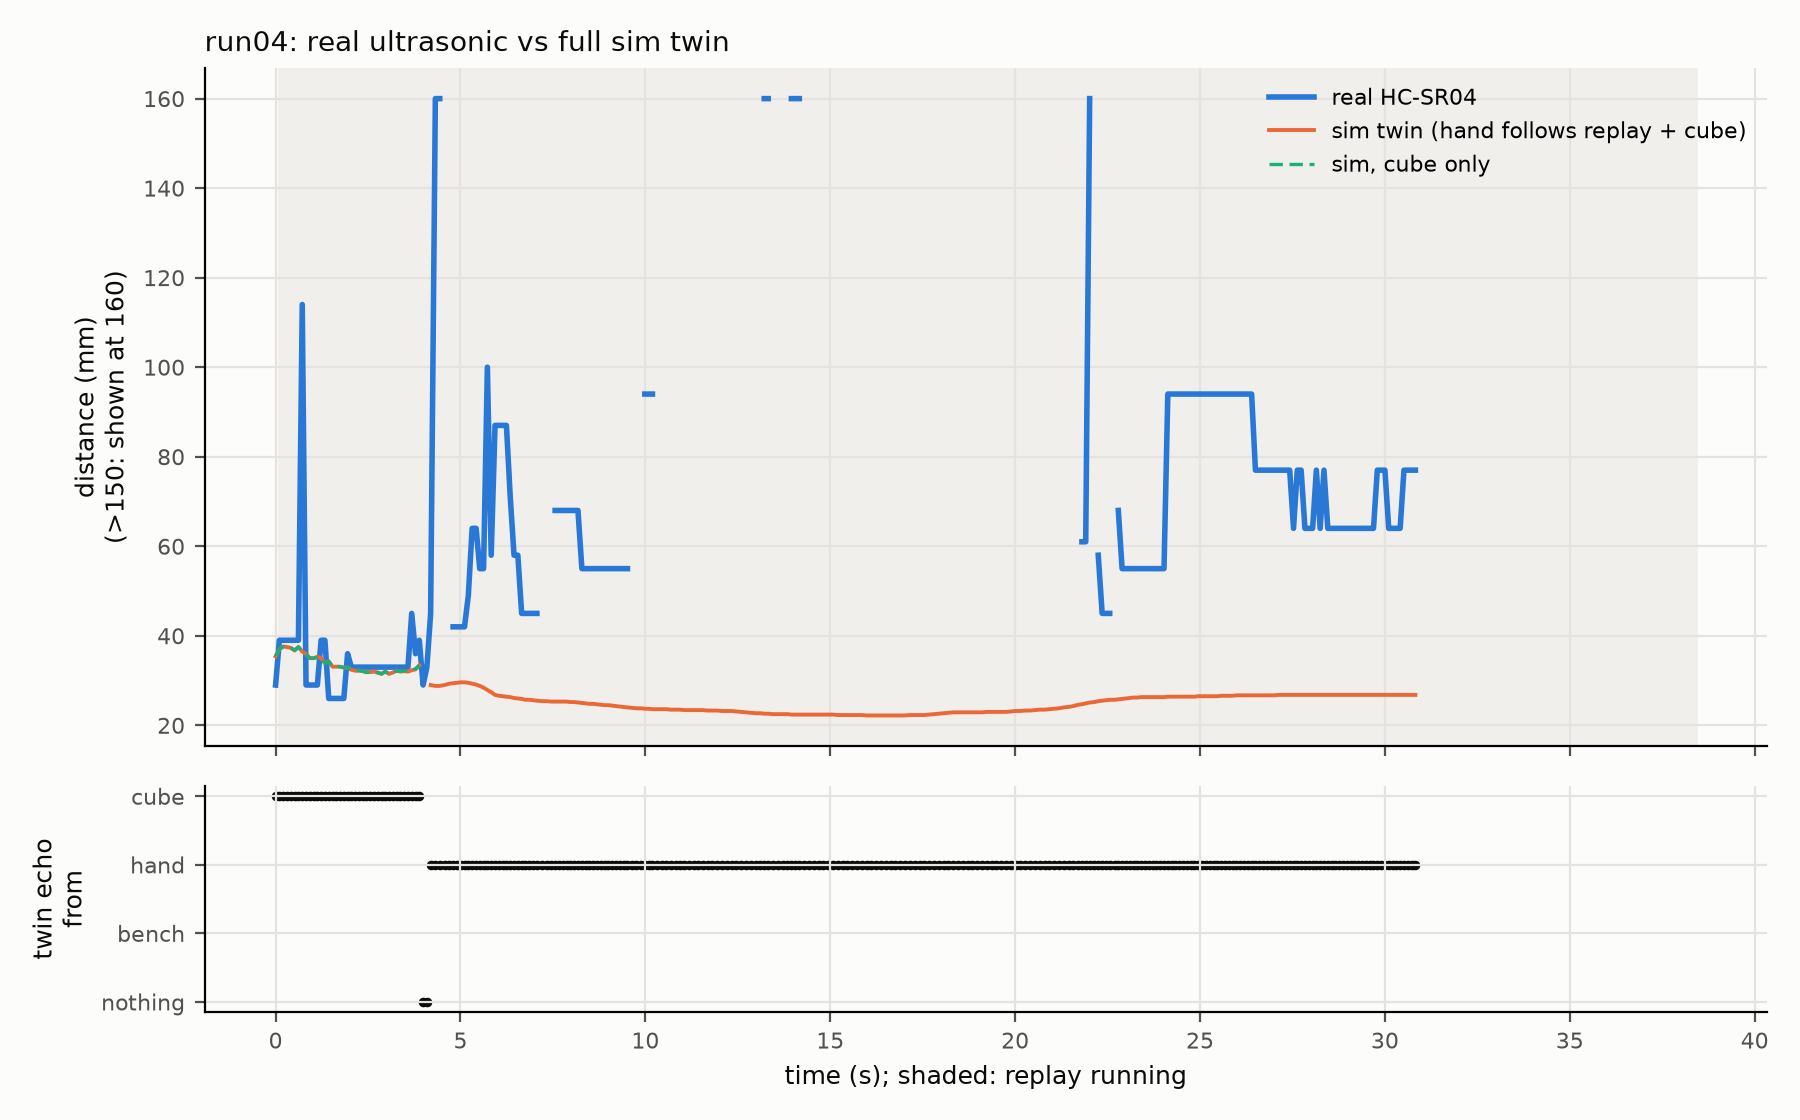 run04: real ultrasonic vs full sim twin
distance (mm)
(>150: shown at 160)
160
140
120
100
80
60
40
20
real HC-SR04
sim twin (hand follows replay + cube)
sim, cube only
twin echo
from
cube
hand
bench
nothing
0 5 10 15 20 25 30 35 40
time (s); shaded: replay running